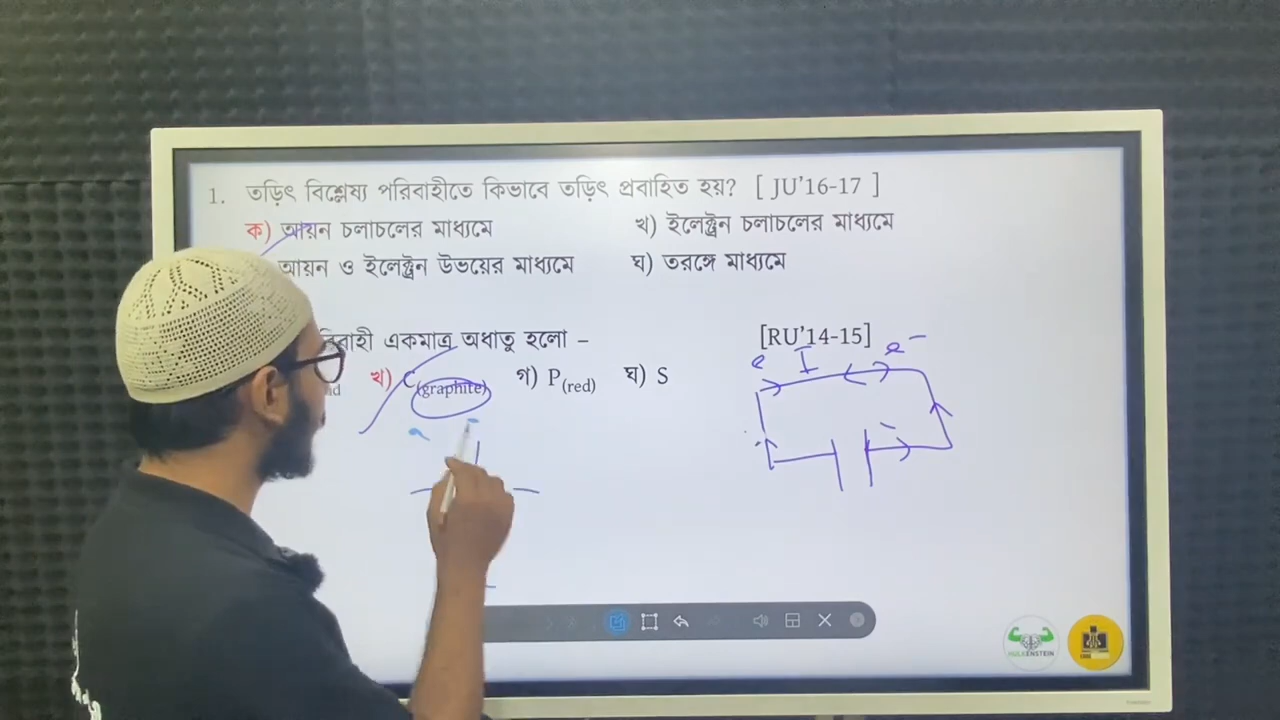 1. তড়িৎ বিশ্লেষ্য পরিবাহীতে কিভাবে তড়িৎ প্রবাহিত হয়? [ JU'16-17 ]
ক) আয়ন চলাচলের মাধ্যমে খ) ইলেক্ট্রন চলাচলের মাধ্যমে
আয়ন ও ইলেক্ট্রন উভয়ের মাধ্যমে ঘ) তরঙ্গে মাধ্যমে
একমাত্র অধাতু হলো – [RU'14-15]
খ) C(graphite) গ) P(red) ঘ) S
e I e⁻
HULKENSTEIN